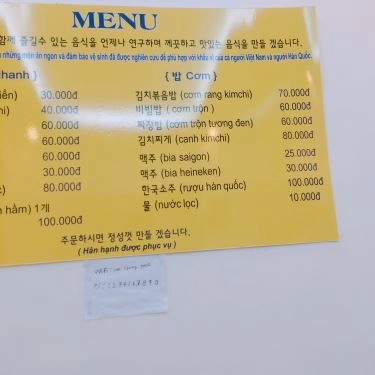 MENU
함께 즐길수 있는 음식을 언제나 연구하며 깨끗하고 맛있는 음식을 만들 겠습니다.
những món ăn ngon và đảm bảo vệ sinh đã được nghiên cứu để phù hợp với khẩu vị của cả người Việt Nam và người Hàn Quốc.
hanh } { 밥 Cơm }
30.000đ 김치볶음밥 (cơm rang kimchi) 70.000đ
40.000đ 비빔밥 (cơm trộn ) 60.000đ
60.000đ 짜장밥 (cơm trộn tương đen) 60.000đ
60.000đ 김치찌게 (canh kimchi) 80.000đ
60.000đ 맥주 (bia saigon) 25.000đ
30.000đ 맥주 (bia heineken) 30.000đ
80.000đ 한국소주 (rượu hàn quốc) 100.000đ
hầm) 1개 물 (nước lọc) 10.000đ
100.000đ
주문하시면 정성껏 만들 겠습니다.
( Hân hạnh được phục vụ )